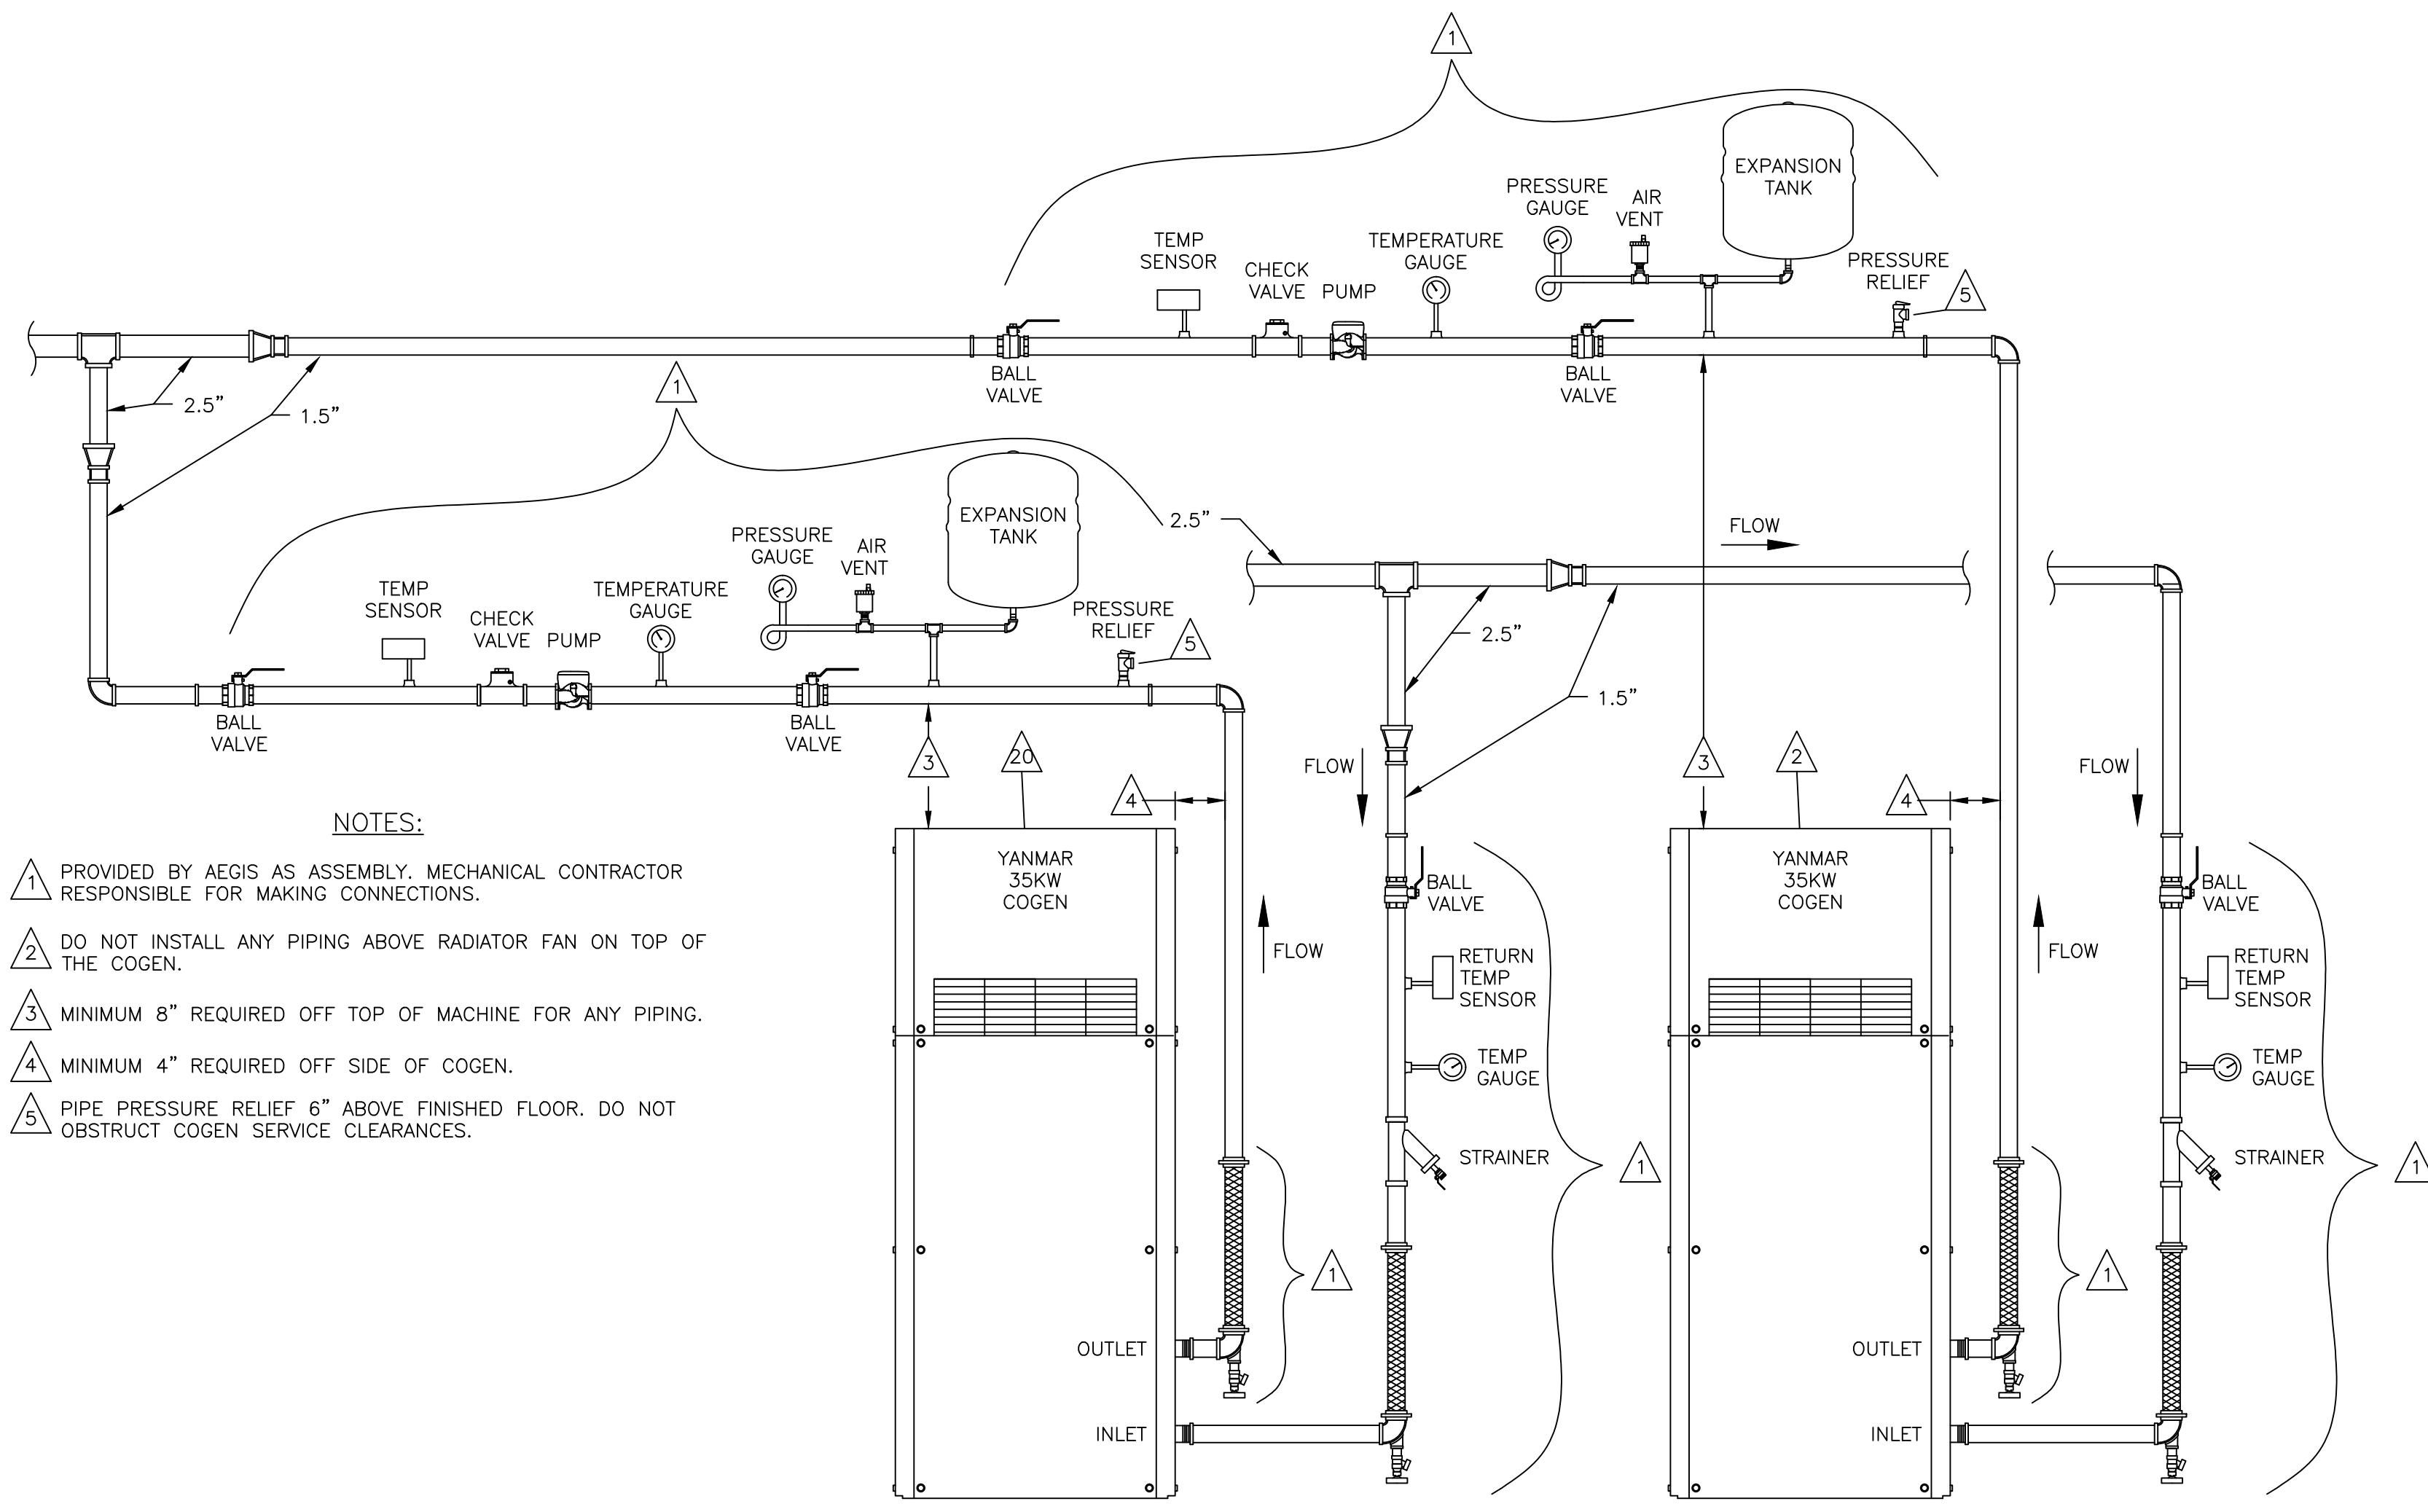 1
EXPANSION
TANK
PRESSURE
GAUGE
AIR
VENT
TEMP
SENSOR
TEMPERATURE
GAUGE
CHECK
VALVE
PUMP
PRESSURE
RELIEF
5
BALL
VALVE
BALL
VALVE
2.5”
1.5”
1
EXPANSION
TANK
PRESSURE
GAUGE
AIR
VENT
TEMP
SENSOR
TEMPERATURE
GAUGE
CHECK
VALVE
PUMP
PRESSURE
RELIEF
5
BALL
VALVE
BALL
VALVE
2.5”
FLOW
2.5”
1.5”
3
20
4
FLOW
3
2
4
FLOW
NOTES:
1
PROVIDED BY AEGIS AS ASSEMBLY. MECHANICAL CONTRACTOR
RESPONSIBLE FOR MAKING CONNECTIONS.
2
DO NOT INSTALL ANY PIPING ABOVE RADIATOR FAN ON TOP OF
THE COGEN.
3
MINIMUM 8” REQUIRED OFF TOP OF MACHINE FOR ANY PIPING.
4
MINIMUM 4” REQUIRED OFF SIDE OF COGEN.
5
PIPE PRESSURE RELIEF 6” ABOVE FINISHED FLOOR. DO NOT
OBSTRUCT COGEN SERVICE CLEARANCES.
YANMAR
35KW
COGEN
FLOW
BALL
VALVE
RETURN
TEMP
SENSOR
TEMP
GAUGE
STRAINER
1
1
OUTLET
INLET
YANMAR
35KW
COGEN
FLOW
BALL
VALVE
RETURN
TEMP
SENSOR
TEMP
GAUGE
STRAINER
1
1
OUTLET
INLET